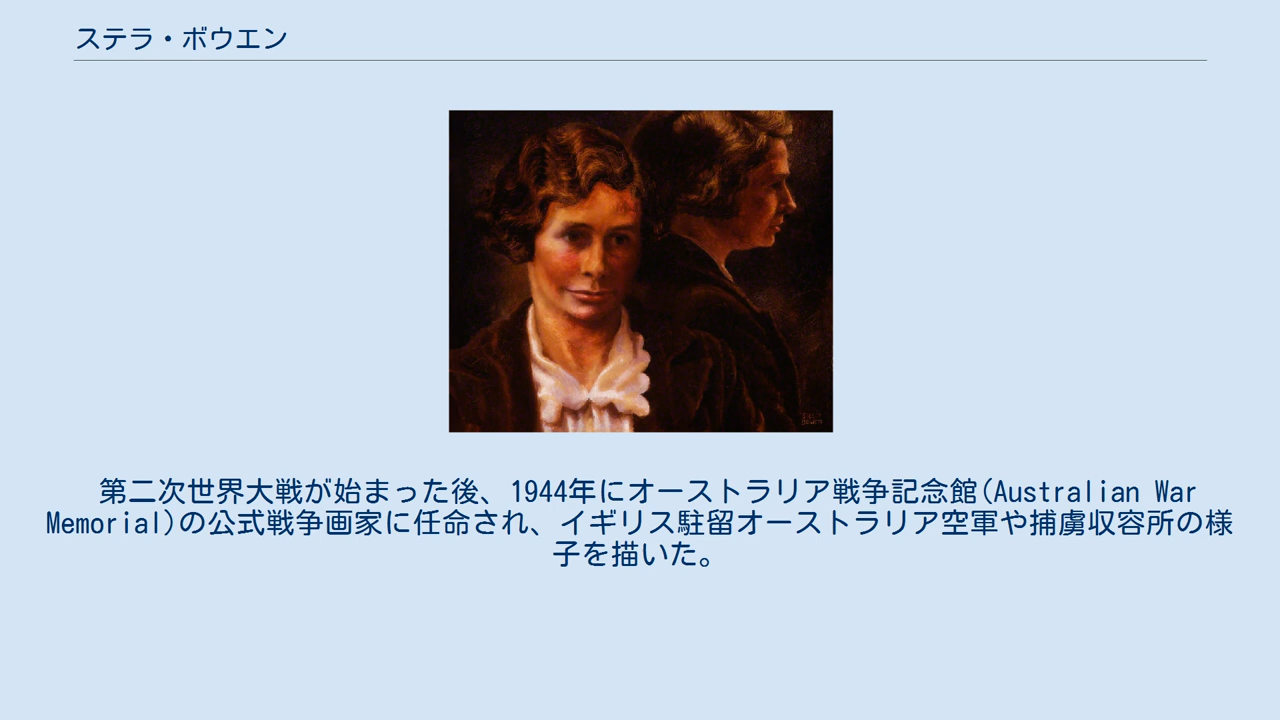 ステラ・ボウエン
第二次世界大戦が始まった後、1944年にオーストラリア戦争記念館(Australian War
Memorial)の公式戦争画家に任命され、イギリス駐留オーストラリア空軍や捕虜収容所の様
子を描いた。